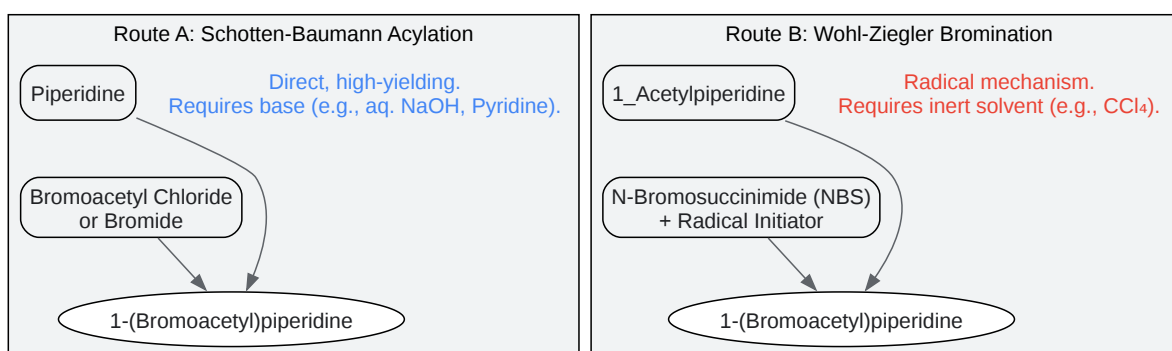 Route A: Schotten-Baumann Acylation
Piperidine
Direct, high-yielding.
Requires base (e.g., aq. NaOH, Pyridine).
Bromoacetyl Chloride
or Bromide
1-(Bromoacetyl)piperidine
Route B: Wohl-Ziegler Bromination
1_Acetylpiperidine
Radical mechanism.
Requires inert solvent (e.g., CCl₄).
N-Bromosuccinimide (NBS)
+ Radical Initiator
1-(Bromoacetyl)piperidine